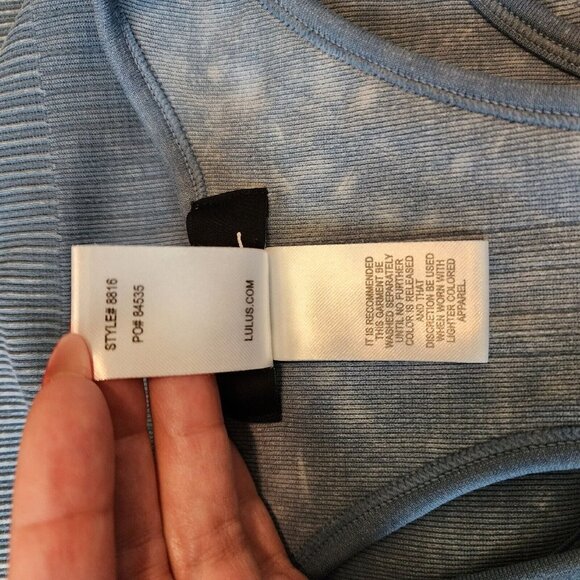 STYLE# 8816
PO# 84535
LULUS.COM
IT IS RECOMMENDED
THIS GARMENT BE
WASHED SEPARATELY
UNTIL NO FURTHER
COLOR IS RELEASED
AND THAT
DISCRETION BE USED
WHEN WORN WITH
LIGHTER COLORED
APPAREL